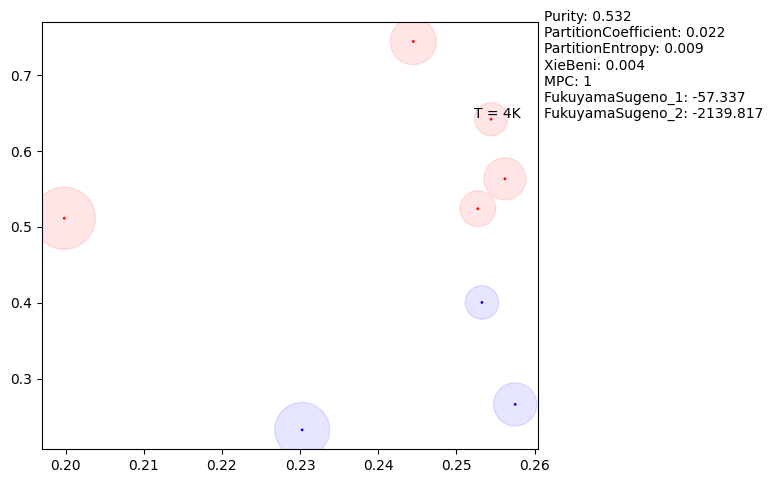 Purity: 0.532
PartitionCoefficient: 0.022
PartitionEntropy: 0.009
XieBeni: 0.004
MPC: 1
FukuyamaSugeno_1: -57.337
FukuyamaSugeno_2: -2139.817
T = 4K
0.7
0.6
0.5
0.4
0.3
0.20 0.21 0.22 0.23 0.24 0.25 0.26